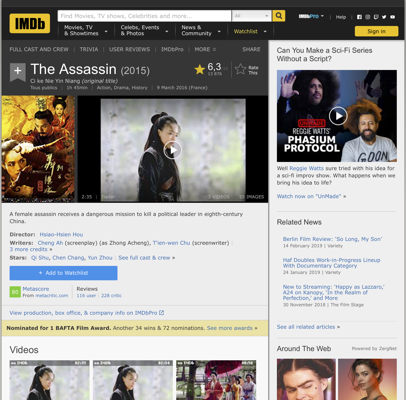 IMDb
Find Movies, TV shows, Celebrities and more...
All
Movies, TV & Showtimes
Celebs, Events & Photos
News & Community
Watchlist
IMDbPro
Help
Sign in
FULL CAST AND CREW | TRIVIA | USER REVIEWS | IMDbPro | MORE
SHARE
The Assassin (2015)
Ci ke Nie Yin Niang (original title)
Tous publics | 1h 45min | Action, Drama, History | 9 March 2016 (France)
6,3
Rate This
2:35
IMAGES
A female assassin receives a dangerous mission to kill a political leader in eighth-century
China.
Director: Hsiao-Hsien Hou
Writers: Cheng Ah (screenplay) (as Zhong Acheng), T'ien-wen Chu (screenwriter)
3 more credits »
Stars: Qi Shu, Chen Chang, Yun Zhou | See full cast & crew »
+ Add to Watchlist
80
Metascore
From metacritic.com
Reviews
116 user | 228 critic
View production, box office, & company info on IMDbPro
Nominated for 1 BAFTA Film Award. Another 34 wins & 72 nominations. See more awards »
Videos
Can You Make a Sci-Fi Series
Without a Script?
REGGIE WATTS'
PHASIUM
PROTOKOL
Well Reggie Watts sure tried with his idea for
a sci-fi improv show. What happens when we
bring his idea to life?
Watch now on "UnMade" »
Related News
Berlin Film Review: 'So Long, My Son'
14 February 2019 | Variety
Haf Doubles Work-in-Progress Lineup
With Documentary Category
24 January 2019 | Variety
New to Streaming: "Happy as Lazzaro,'
A24 on Kanopy, 'In the Realm of
Perfection,' and More
30 November 2018 | The Film Stage
See all related articles »
Around The Web
Powered by ZergNet